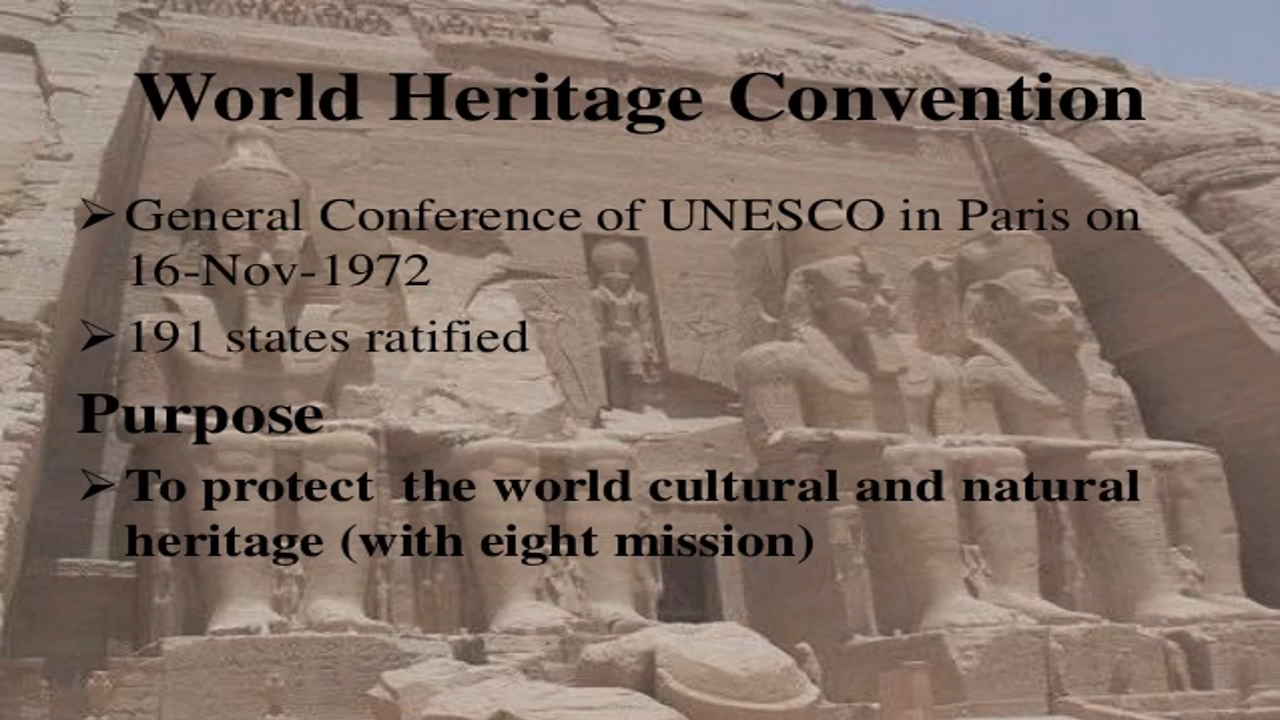 World Heritage Convention
➢General Conference of UNESCO in Paris on
16-Nov-1972
➢191 states ratified
Purpose
➢To protect  the world cultural and natural
heritage (with eight mission)